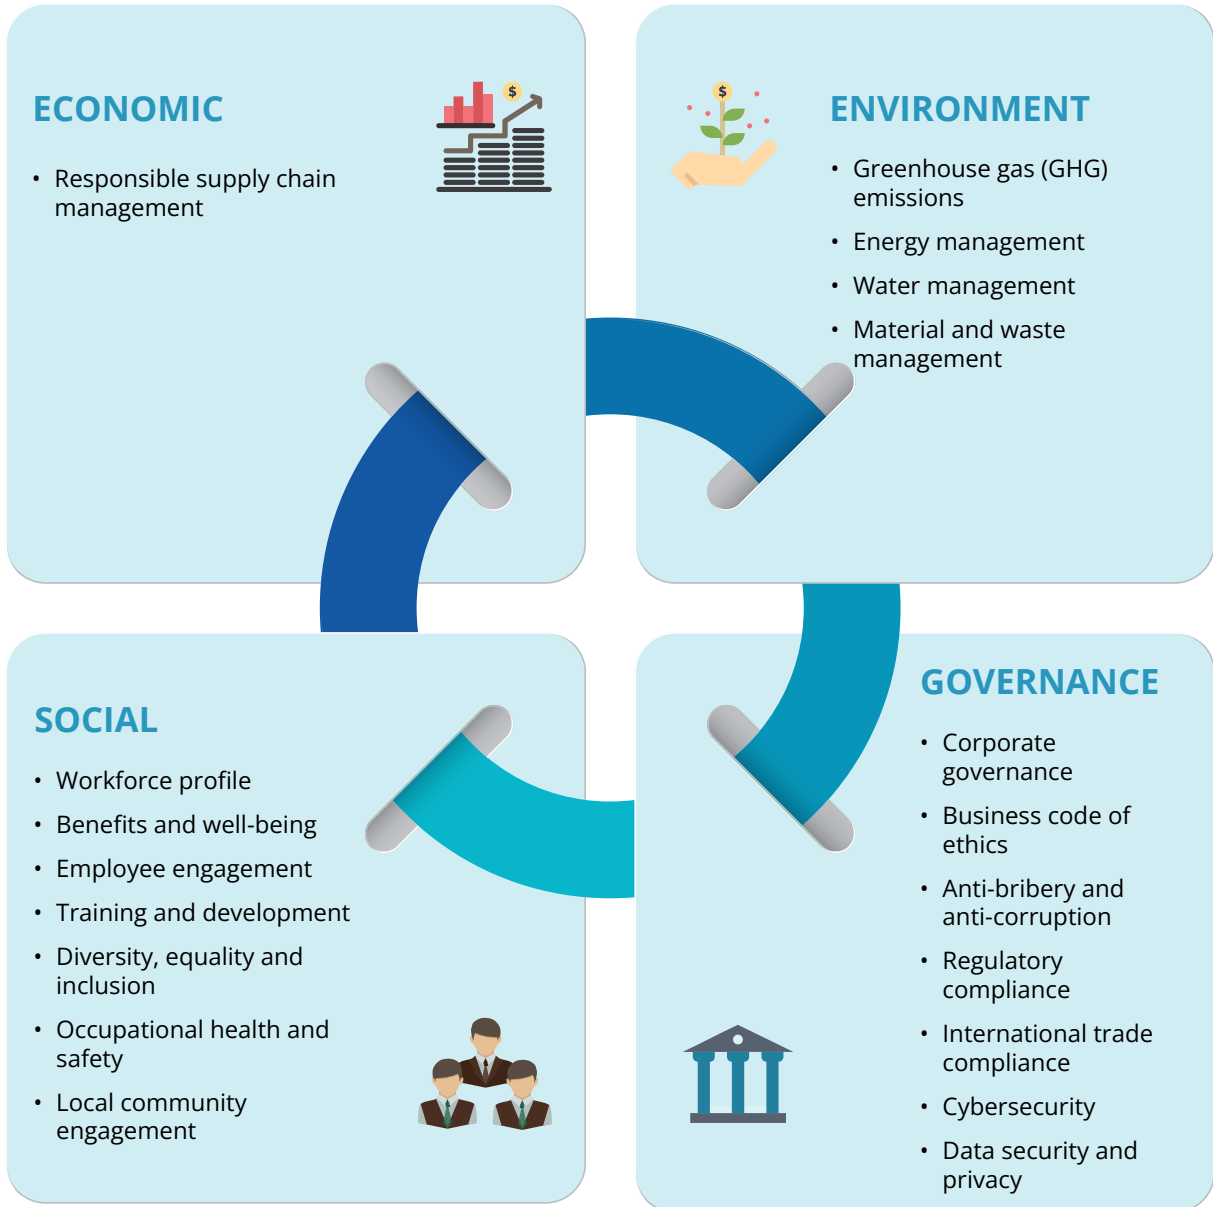 ECONOMIC
• Responsible supply chain
management
$
$
ENVIRONMENT
• Greenhouse gas (GHG)
emissions
• Energy management
• Water management
• Material and waste
management
SOCIAL
• Workforce profile
• Benefits and well-being
• Employee engagement
• Training and development
• Diversity, equality and
inclusion
• Occupational health and
safety
• Local community
engagement
GOVERNANCE
• Corporate
governance
• Business code of
ethics
• Anti-bribery and
anti-corruption
• Regulatory
compliance
• International trade
compliance
• Cybersecurity
• Data security and
privacy